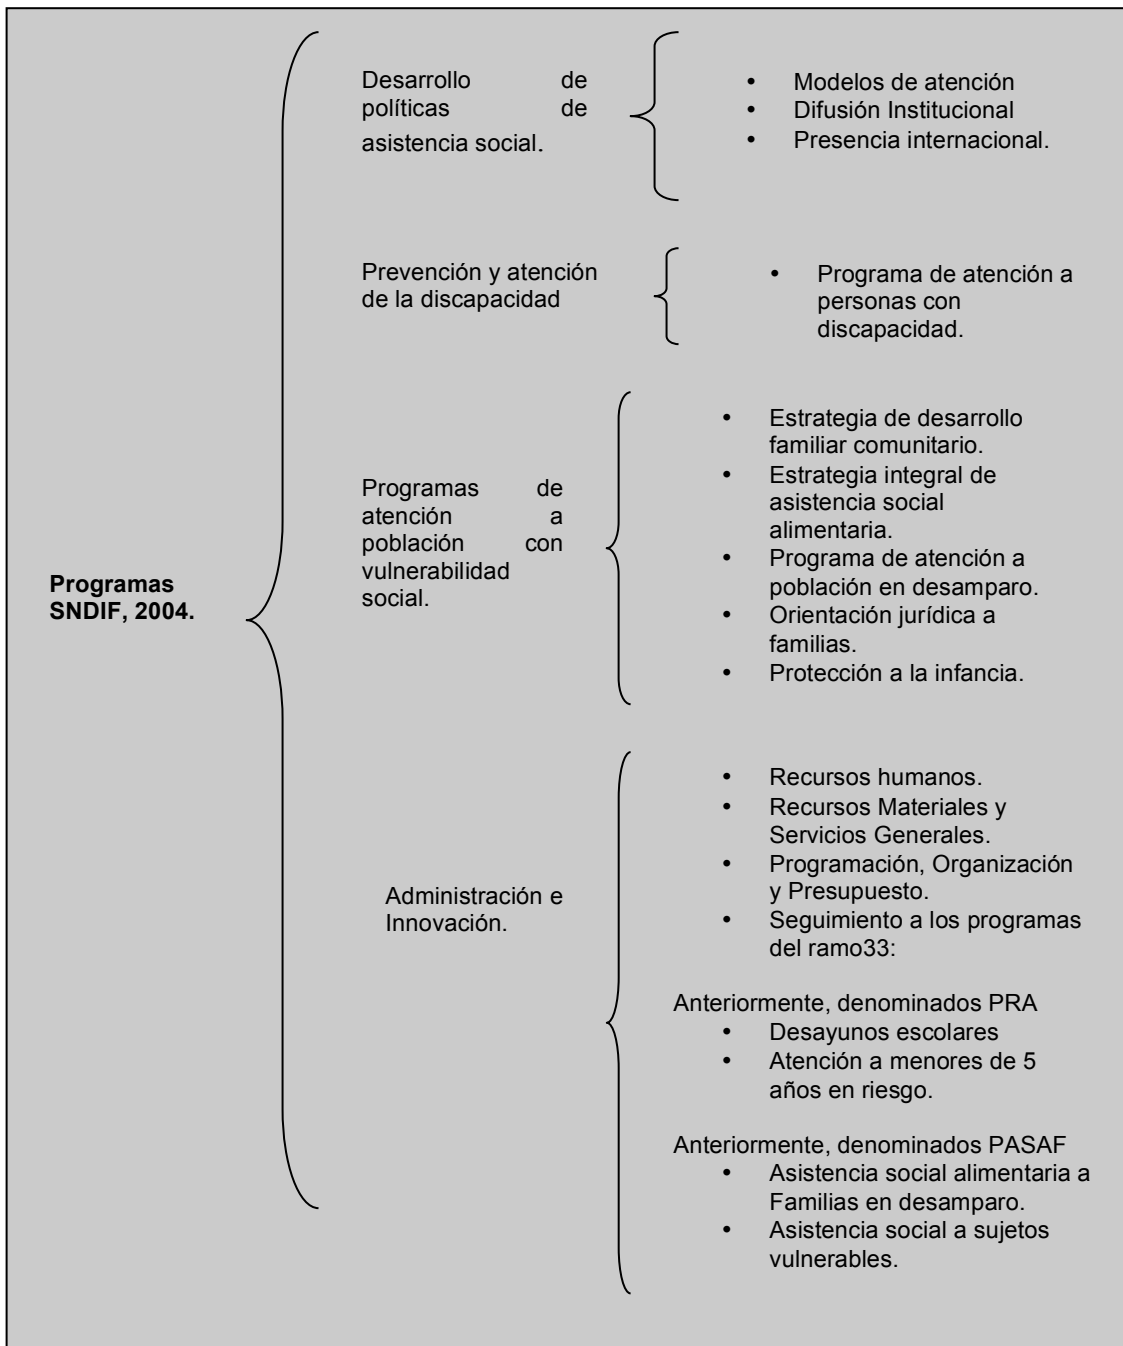 Programas
SNDIF, 2004.
Desarrollo de
políticas de
asistencia social.
• Modelos de atención
• Difusión Institucional
• Presencia internacional.
Prevención y atención
de la discapacidad
• Programa de atención a
personas con
discapacidad.
Programas de
atención a
población con
vulnerabilidad
social.
• Estrategia de desarrollo
familiar comunitario.
• Estrategia integral de
asistencia social
alimentaria.
• Programa de atención a
población en desamparo.
• Orientación jurídica a
familias.
• Protección a la infancia.
Administración e
Innovación.
• Recursos humanos.
• Recursos Materiales y
Servicios Generales.
• Programación, Organización
y Presupuesto.
• Seguimiento a los programas
del ramo33:
Anteriormente, denominados PRA
• Desayunos escolares
• Atención a menores de 5
años en riesgo.
Anteriormente, denominados PASAF
• Asistencia social alimentaria a
Familias en desamparo.
• Asistencia social a sujetos
vulnerables.